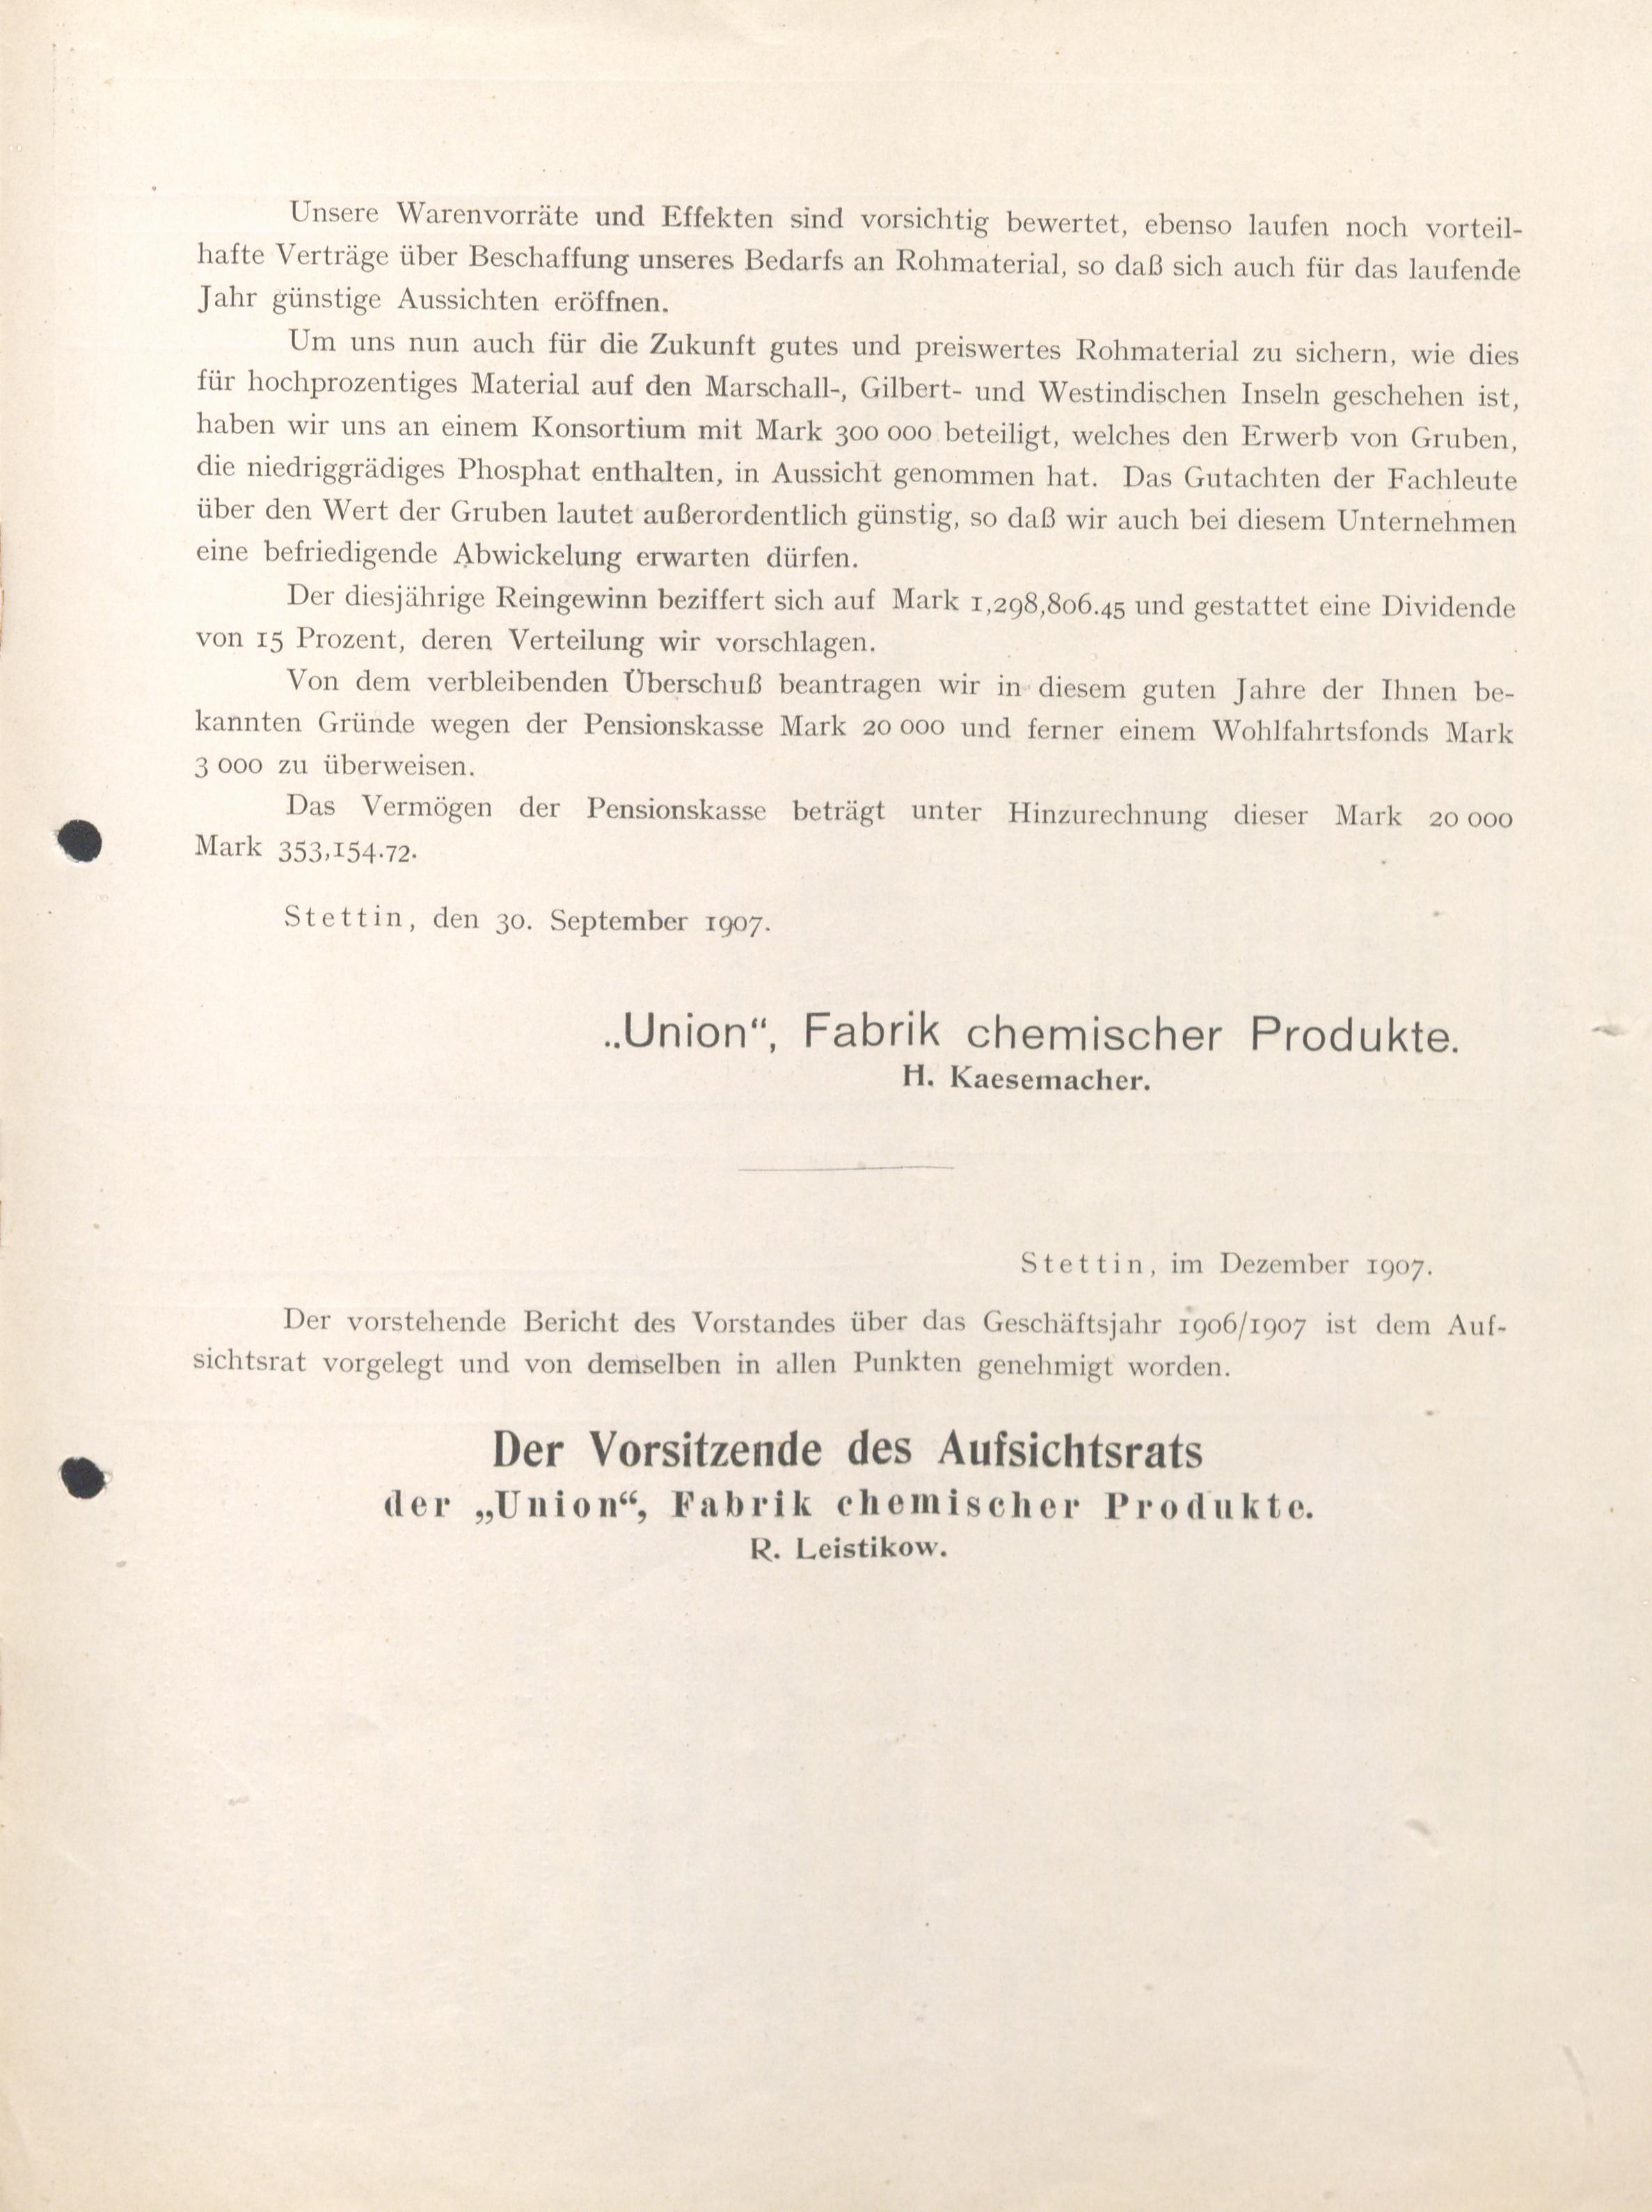 Unsere Warenvorräte und Effekten sind vorsichtig bewertet, ebenso laufen noch vorteil-
hafte Verträge über Beschaffung unseres Bedarfs an Rohmaterial, so daß sich auch für das laufende
Jahr günstige Aussichten eröffnen.
Um uns nun auch für die Zukunft gutes und preiswertes Rohmaterial zu sichern, wie dies
für hochprozentiges Material auf den Marschall-, Gilbert- und Westindischen Inseln geschehen ist,
haben wir uns an einem Konsortium mit Mark 300 000 beteiligt, welches den Erwerb von Gruben,
die niedriggrädiges Phosphat enthalten, in Aussicht genommen hat. Das Gutachten der Fachleute
über den Wert der Gruben lautet außerordentlich günstig, so daß wir auch bei diesem Unternehmen
eine befriedigende Abwickelung erwarten dürfen.
Der diesjährige Reingewinn beziffert sich auf Mark 1,298,806.45 und gestattet eine Dividende
von 15 Prozent, deren Verteilung wir vorschlagen.
Von dem verbleibenden Überschuß beantragen wir in diesem guten Jahre der Ihnen be-
kannten Gründe wegen der Pensionskasse Mark 20 000 und ferner einem Wohlfahrtsfonds Mark
3 000 zu überweisen.
Das Vermögen der Pensionskasse beträgt unter Hinzurechnung dieser Mark 20 000
Mark 353,154.72.
Stettin, den 30. September 1907.
„Union“, Fabrik chemischer Produkte.
H. Kaesemacher.
Stettin, im Dezember 1907.
Der vorstehende Bericht des Vorstandes über das Geschäftsjahr 1906/1907 ist dem Auf-
sichtsrat vorgelegt und von demselben in allen Punkten genehmigt worden.
Der Vorsitzende des Aufsichtsrats
der „Union“, Fabrik chemischer Produkte.
R. Leistikow.